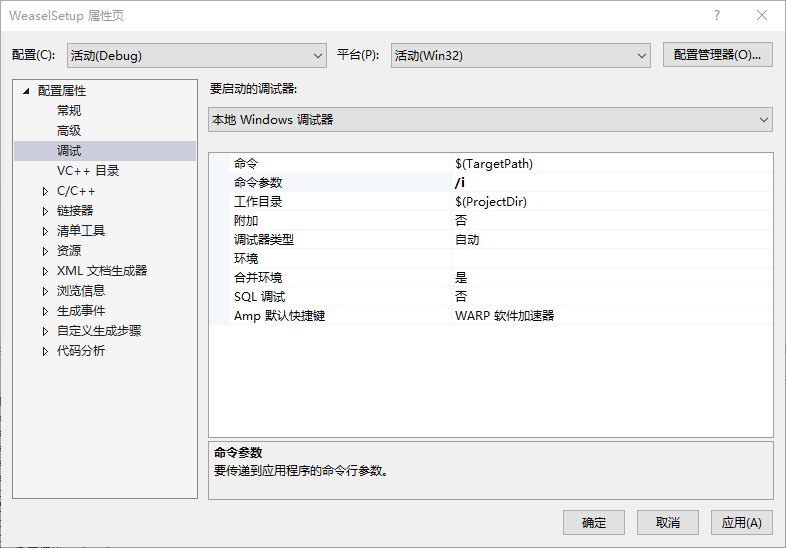 WeaselSetup 属性页
配置(C): 活动(Debug) 平台(P): 活动(Win32) 配置管理器(O)...
配置属性
常规
高级
调试
VC++ 目录
C/C++
链接器
清单工具
资源
XML 文档生成器
浏览信息
生成事件
自定义生成步骤
代码分析
要启动的调试器:
本地 Windows 调试器
命令 $(TargetPath)
命令参数 /i
工作目录 $(ProjectDir)
附加 否
调试器类型 自动
环境
合并环境 是
SQL 调试 否
Amp 默认快捷键 WARP 软件加速器
命令参数
要传递到应用程序的命令行参数。
确定 取消 应用(A)